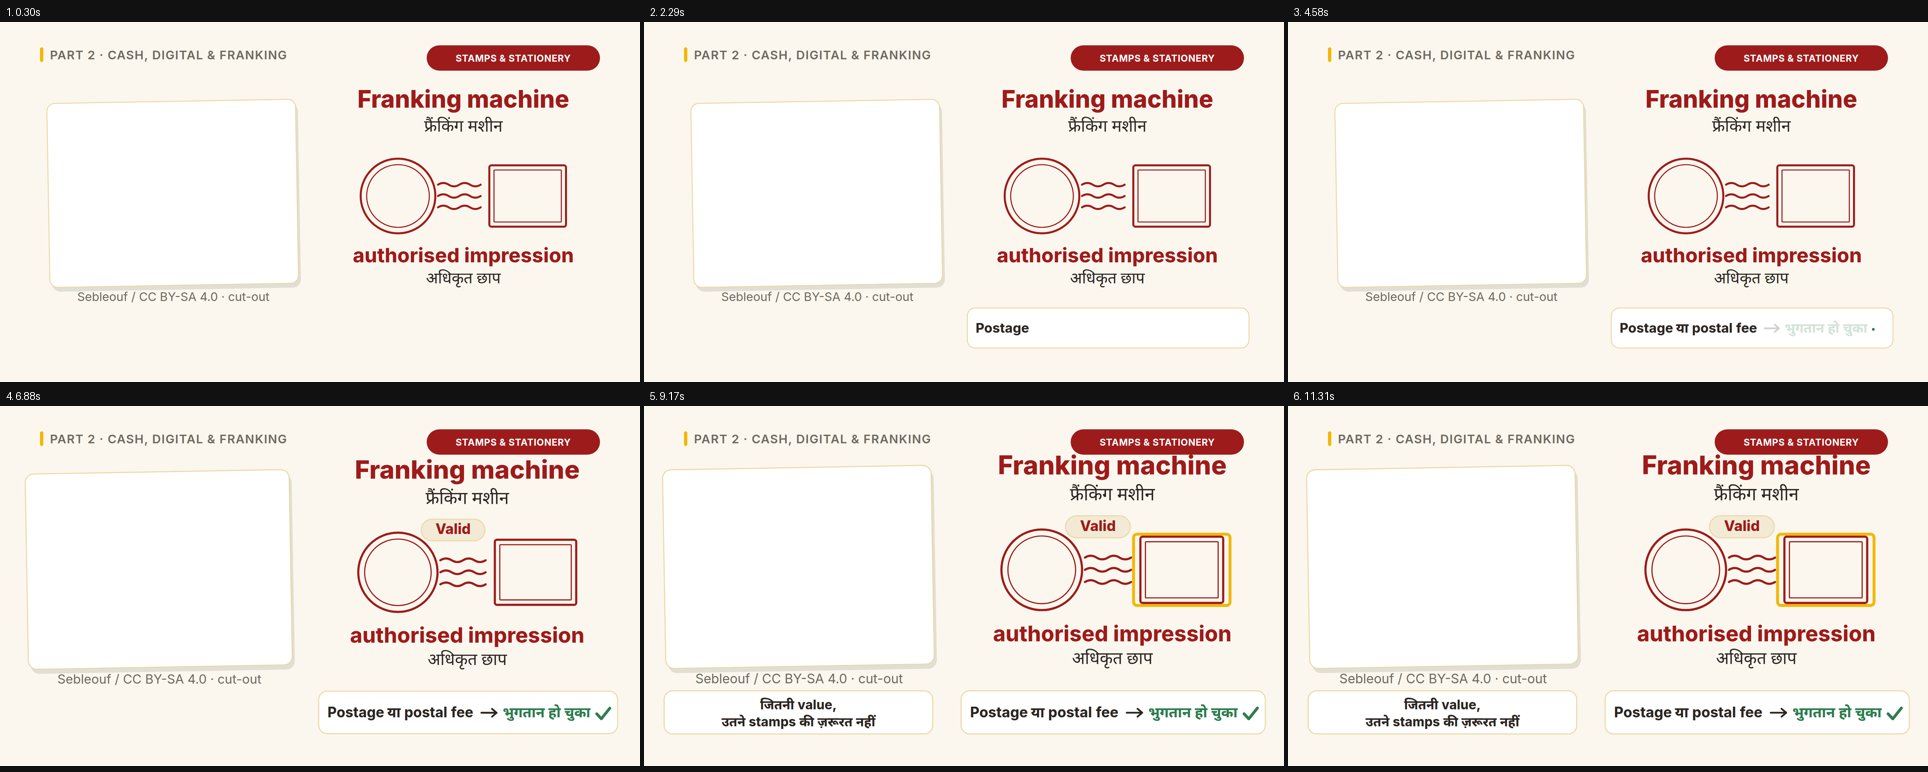 1. 0.30s
PART 2 · CASH, DIGITAL & FRANKING
STAMPS & STATIONERY
Franking machine
फ्रैंकिंग मशीन
authorised impression
अधिकृत छाप
Sebleouf / CC BY-SA 4.0 · cut-out
2. 2.29s
PART 2 · CASH, DIGITAL & FRANKING
STAMPS & STATIONERY
Franking machine
फ्रैंकिंग मशीन
authorised impression
अधिकृत छाप
Sebleouf / CC BY-SA 4.0 · cut-out
Postage
3. 4.58s
PART 2 · CASH, DIGITAL & FRANKING
STAMPS & STATIONERY
Franking machine
फ्रैंकिंग मशीन
authorised impression
अधिकृत छाप
Sebleouf / CC BY-SA 4.0 · cut-out
Postage या postal fee → भुगतान हो चुका
4. 6.88s
PART 2 · CASH, DIGITAL & FRANKING
STAMPS & STATIONERY
Franking machine
फ्रैंकिंग मशीन
Valid
authorised impression
अधिकृत छाप
Sebleouf / CC BY-SA 4.0 · cut-out
Postage या postal fee → भुगतान हो चुका ✓
5. 9.17s
PART 2 · CASH, DIGITAL & FRANKING
STAMPS & STATIONERY
Franking machine
फ्रैंकिंग मशीन
Valid
authorised impression
अधिकृत छाप
Sebleouf / CC BY-SA 4.0 · cut-out
जितनी value,
उतने stamps की ज़रूरत नहीं
Postage या postal fee → भुगतान हो चुका ✓
6. 11.31s
PART 2 · CASH, DIGITAL & FRANKING
STAMPS & STATIONERY
Franking machine
फ्रैंकिंग मशीन
Valid
authorised impression
अधिकृत छाप
Sebleouf / CC BY-SA 4.0 · cut-out
जितनी value,
उतने stamps की ज़रूरत नहीं
Postage या postal fee → भुगतान हो चुका ✓